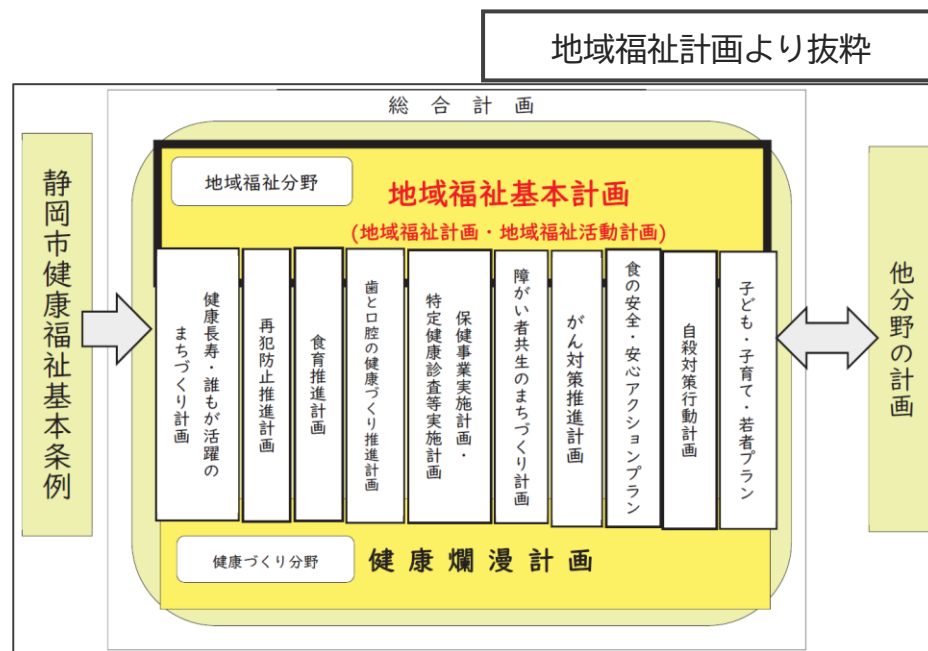 地域福祉計画より抜粋
総合計画
静岡市健康福祉基本条例
地域福祉分野
地域福祉基本計画
(地域福祉計画・地域福祉活動計画)
健康長寿・誰もが活躍の
まちづくり計画
再犯防止推進計画
食育推進計画
歯と口腔の健康づくり推進計画
保健事業実施計画・
特定健康診査等実施計画
障がい者共生のまちづくり計画
がん対策推進計画
食の安全・安心アクションプラン
自殺対策行動計画
子ども・子育て・若者プラン
他分野の計画
健康づくり分野
健康爛漫計画